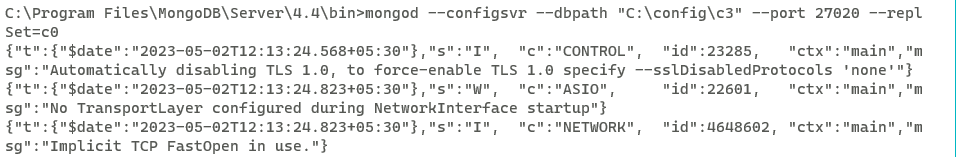 C:\Program Files\MongoDB\Server\4.4\bin>mongod --configsvr --dbpath "C:\config\c3" --port 27020 --repl
Set=c0
{"t":{"$date":"2023-05-02T12:13:24.568+05:30"},"s":"I",  "c":"CONTROL",  "id":23285,   "ctx":"main","m
sg":"Automatically disabling TLS 1.0, to force-enable TLS 1.0 specify --sslDisabledProtocols 'none'"}
{"t":{"$date":"2023-05-02T12:13:24.823+05:30"},"s":"W",  "c":"ASIO",     "id":22601,   "ctx":"main","m
sg":"No TransportLayer configured during NetworkInterface startup"}
{"t":{"$date":"2023-05-02T12:13:24.823+05:30"},"s":"I",  "c":"NETWORK",  "id":4648602, "ctx":"main","m
sg":"Implicit TCP FastOpen in use."}